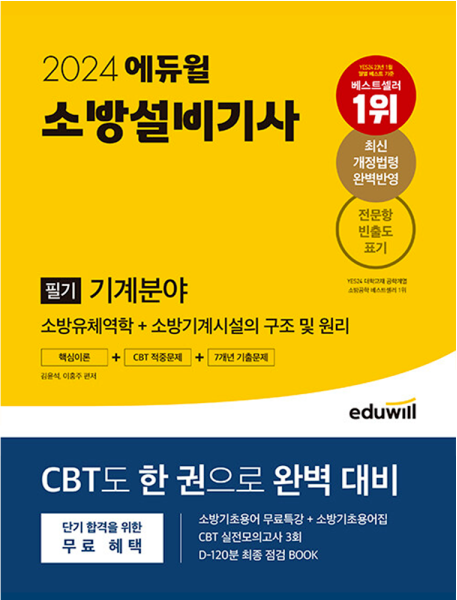 2024 에듀윌
소방설비기사
YES24 23년 1월
월별 베스트 기준
베스트셀러
1위
최신
개정법령
완벽반영
전문항
빈출도
표기
YES24 대학교재 공학계열
소방공학 베스트셀러 1위
필기 기계분야
소방유체역학 + 소방기계시설의 구조 및 원리
핵심이론 + CBT 적중문제 + 7개년 기출문제
김윤석, 이홍주 편저
eduwill
CBT도 한 권으로 완벽 대비
단기 합격을 위한
무료 혜택
소방기초용어 무료특강 + 소방기초용어집
CBT 실전모의고사 3회
D-120분 최종 점검 BOOK